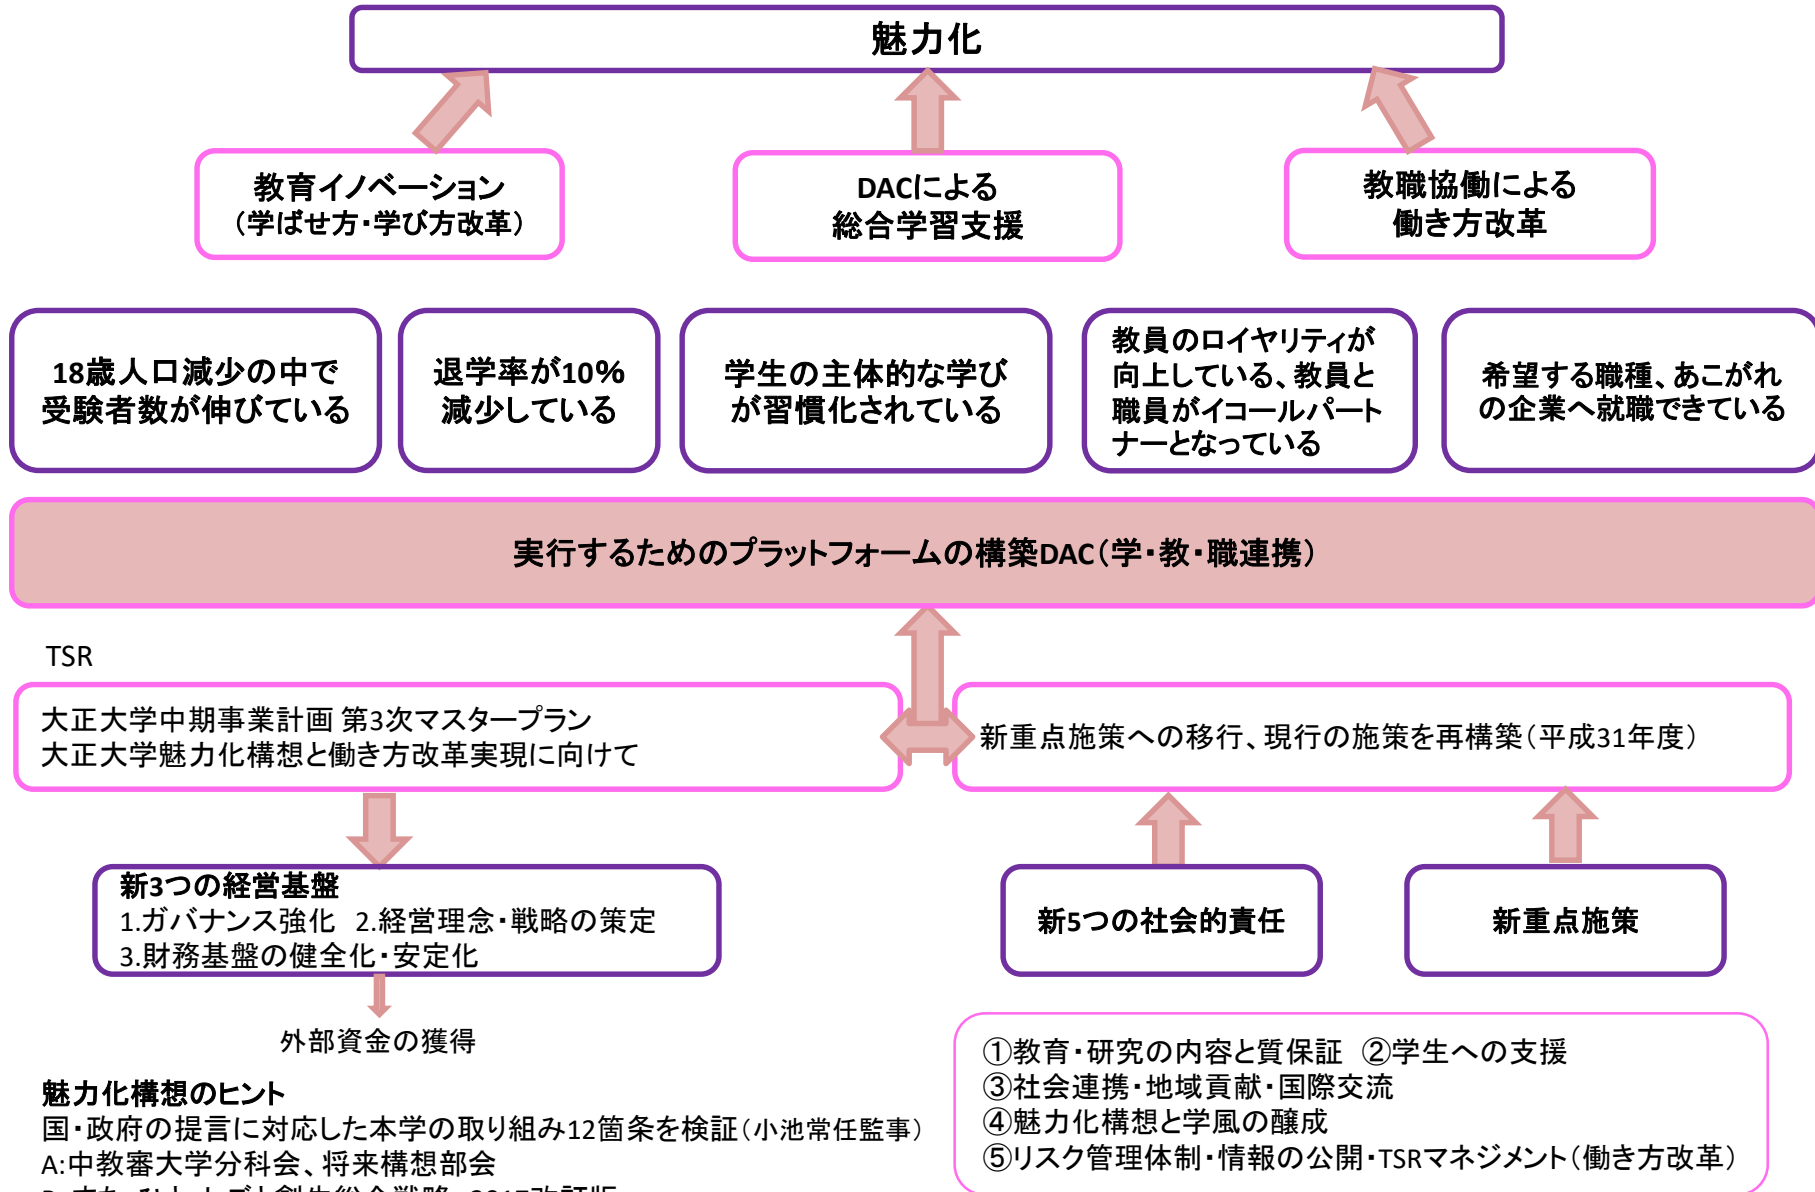 魅力化
教育イノベーション
（学ばせ方・学び方改革）
DACによる
総合学習支援
教職協働による
働き方改革
18歳人口減少の中で
受験者数が伸びている
退学率が10%
減少している
学生の主体的な学び
が習慣化されている
教員のロイヤリティが
向上している、教員と
職員がイコールパート
ナーとなっている
希望する職種、あこがれ
の企業へ就職できている
実行するためのプラットフォームの構築DAC（学・教・職連携）
TSR
大正大学中期事業計画 第3次マスタープラン
大正大学魅力化構想と働き方改革実現に向けて
新重点施策への移行、現行の施策を再構築（平成31年度）
新3つの経営基盤
1.ガバナンス強化 2.経営理念・戦略の策定
3.財務基盤の健全化・安定化
新5つの社会的責任
新重点施策
外部資金の獲得
①教育・研究の内容と質保証 ②学生への支援
③社会連携・地域貢献・国際交流
④魅力化構想と学風の醸成
⑤リスク管理体制・情報の公開・TSRマネジメント（働き方改革）
魅力化構想のヒント
国・政府の提言に対応した本学の取り組み12箇条を検証（小池常任監事）
A:中教審大学分科会、将来構想部会